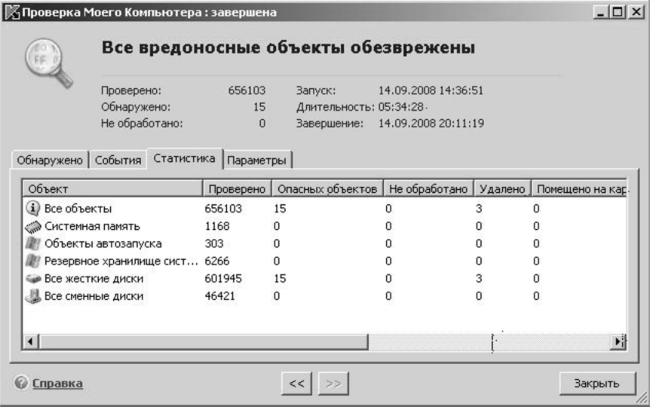 Проверка Моего Компьютера : завершена
Все вредоносные объекты обезврежены
Проверено: 656103 Запуск: 14.09.2008 14:36:51
Обнаружено: 15 Длительность: 05:34:28
Не обработано: 0 Завершение: 14.09.2008 20:11:19
Обнаружено События Статистика Параметры
Объект Проверено Опасных объектов Не обработано Удалено Помещено на кар
Все объекты 656103 15 0 3 0
Системная память 1168 0 0 0 0
Объекты автозапуска 303 0 0 0 0
Резервное хранилище сист... 6266 0 0 0 0
Все жесткие диски 601945 15 0 3 0
Все сменные диски 46421 0 0 0 0
Справка << >> Закрыть